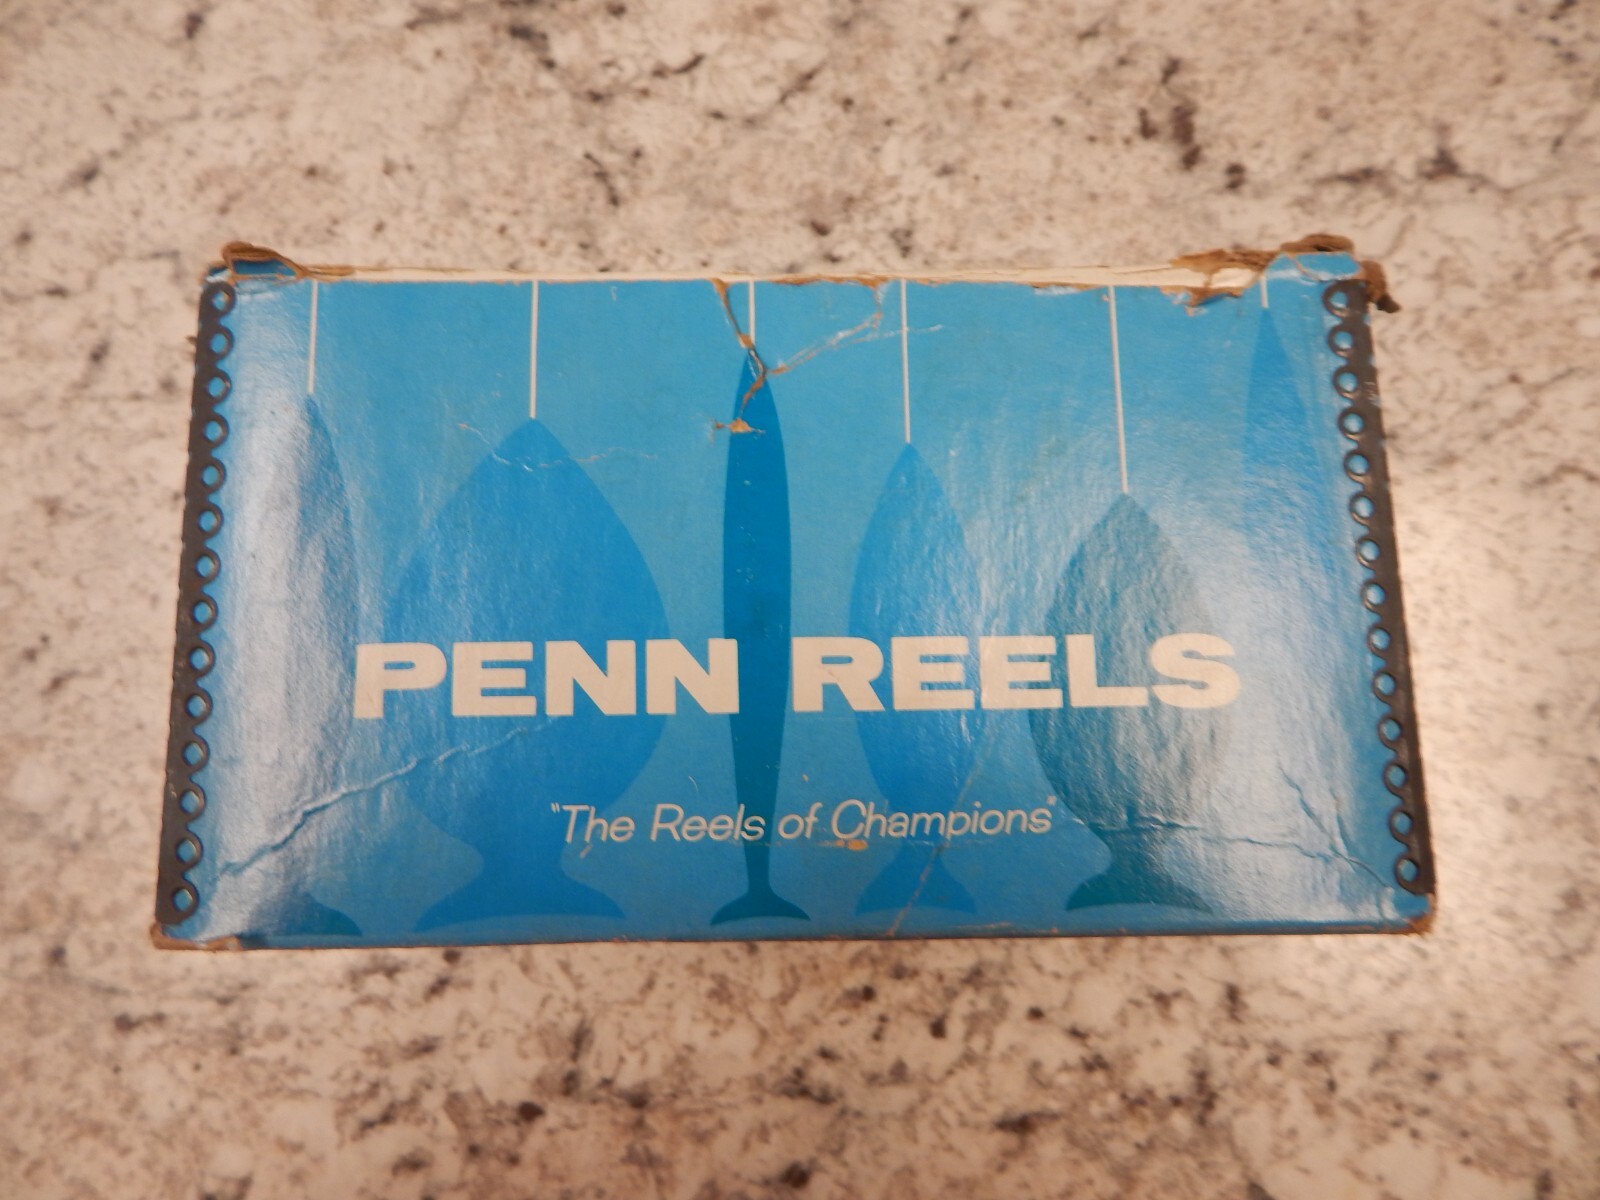 PENN REELS
"The Reels of Champions"